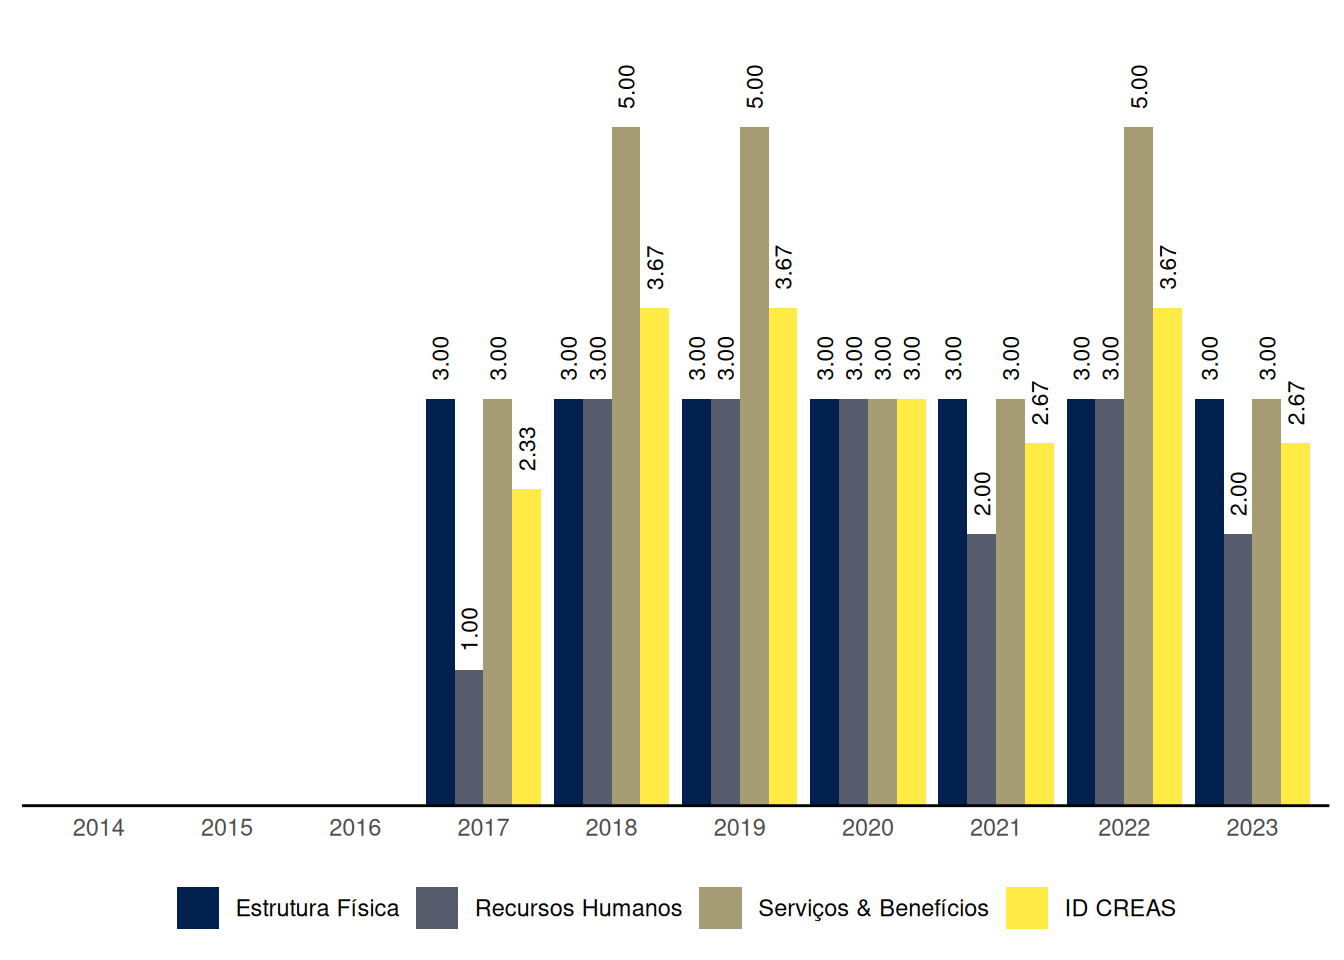 5.00 5.00 5.00
3.67 3.67 3.67
3.00 3.00 3.00 3.00 3.00 3.00 3.00 3.00 3.00 3.00 3.00 3.00 3.00 3.00 3.00 3.00
2.67 2.67
2.33
2.00 2.00
1.00
2014 2015 2016 2017 2018 2019 2020 2021 2022 2023
Estrutura Física Recursos Humanos Serviços & Benefícios ID CREAS